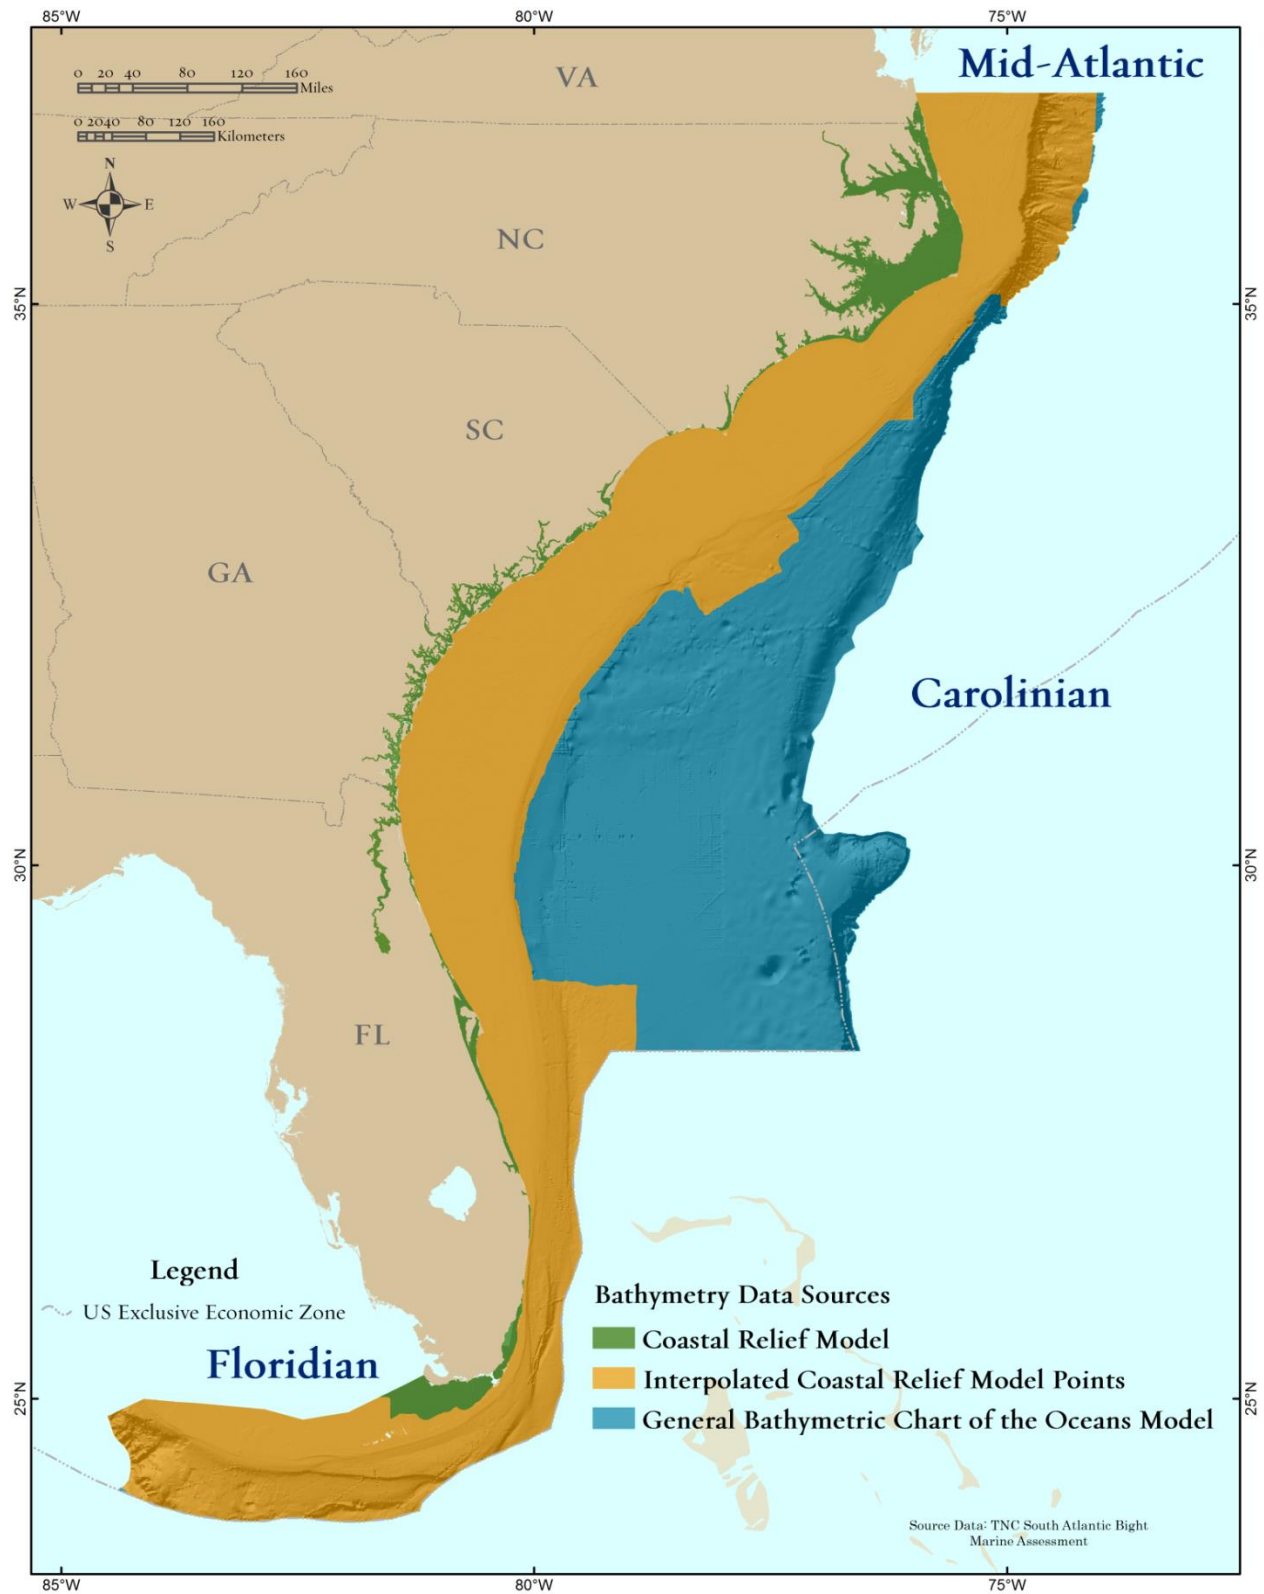 85°W 80°W 75°W
Mid-Atlantic
VA
0 20 40 80 120 160
Miles
0 20 40 80 120 160
Kilometers
N
W E
S
NC
35°N 35°N
SC
GA
Carolinian
30°N 30°N
FL
Legend
US Exclusive Economic Zone
Floridian
Bathymetry Data Sources
Coastal Relief Model
Interpolated Coastal Relief Model Points
General Bathymetric Chart of the Oceans Model
25°N 25°N
Source Data: TNC South Atlantic Bight
Marine Assessment
85°W 80°W 75°W